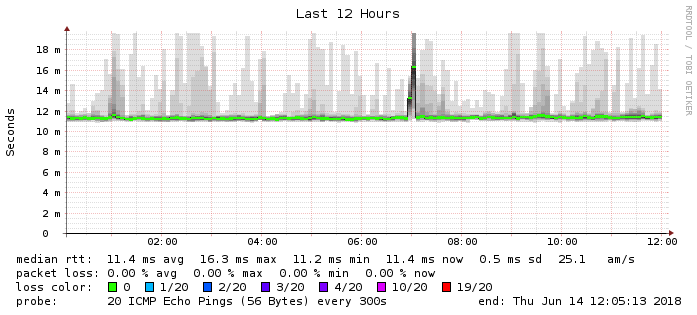 Last 12 Hours
RRDTOOL / TOBI OETIKER
Seconds
18 m
16 m
14 m
12 m
10 m
8 m
6 m
4 m
2 m
0
02:00 04:00 06:00 08:00 10:00 12:00
median rtt: 11.4 ms avg 16.3 ms max 11.2 ms min 11.4 ms now 0.5 ms sd 25.1 am/s
packet loss: 0.00 % avg 0.00 % max 0.00 % min 0.00 % now
loss color: 0 1/20 2/20 3/20 4/20 10/20 19/20
probe: 20 ICMP Echo Pings (56 Bytes) every 300s end: Thu Jun 14 12:05:13 2018